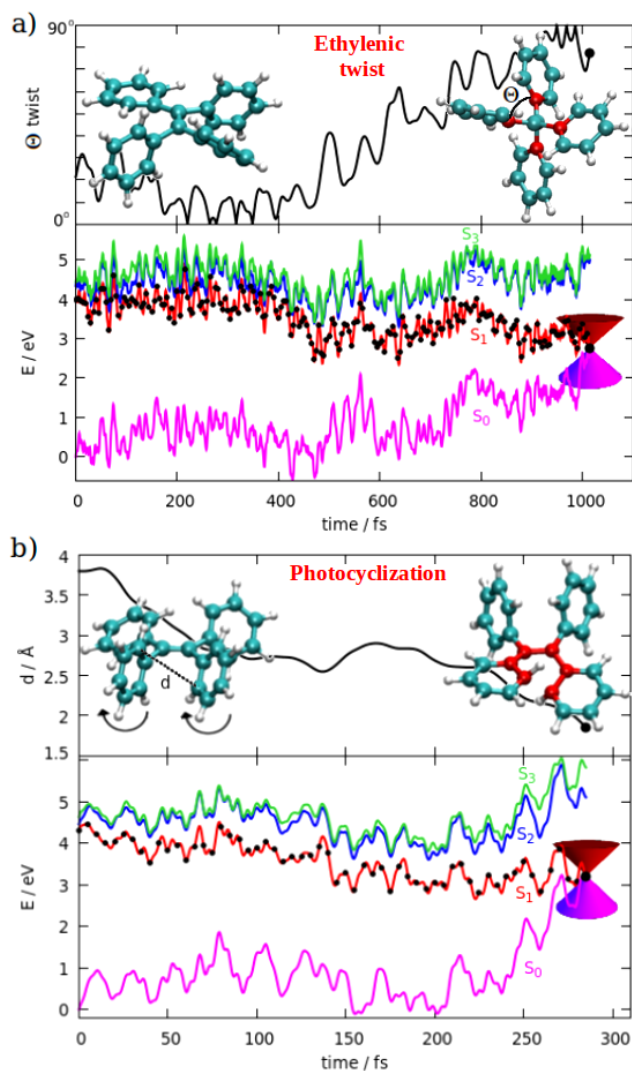 a)
90°
Ethylenic
twist
Θ
Θ twist
0°
5
S3
S2
4
3
S1
2
1
S0
0
E / eV
0 200 400 600 800 1000
time / fs
b)
4
Photocyclization
3.5
3
d / Å
2.5
d
2
1.5
S3
5
S2
4
3
S1
2
1
S0
0
E / eV
0 50 100 150 200 250 300
time / fs